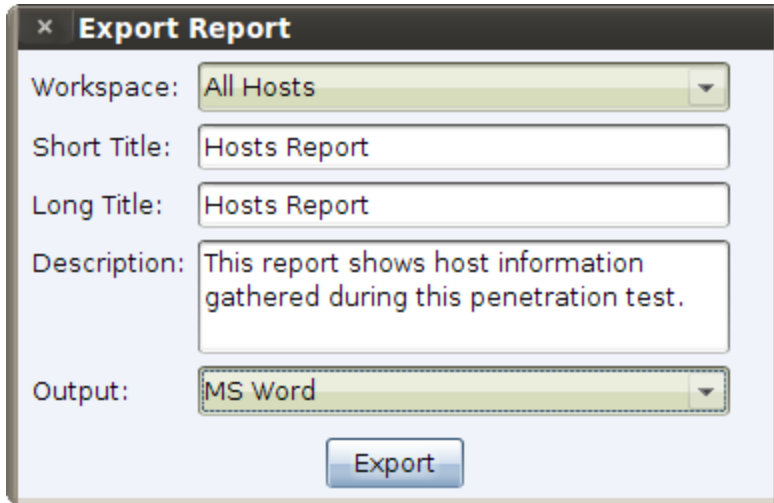 × Export Report
Workspace: All Hosts
Short Title: Hosts Report
Long Title: Hosts Report
Description: This report shows host information
gathered during this penetration test.
Output: MS Word
Export